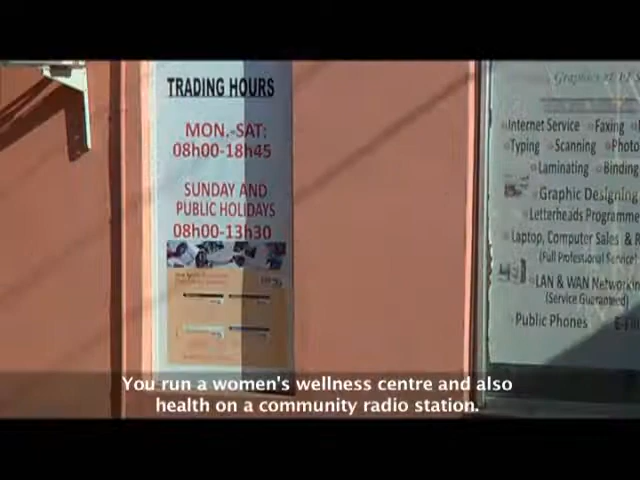 TRADING HOURS
MON.-SAT:
08h00-18h45
SUNDAY AND
PUBLIC HOLIDAYS
08h00-13h30
Internet Service Faxing
Typing Scanning
Laminating Binding
Graphic Designing
Letterheads Programme
Laptop, Computer Sales &
(Full Professional Service)
LAN & WAN Networkin
(Service Guaranteed)
Public Phones
You run a women's wellness centre and also
health on a community radio station.